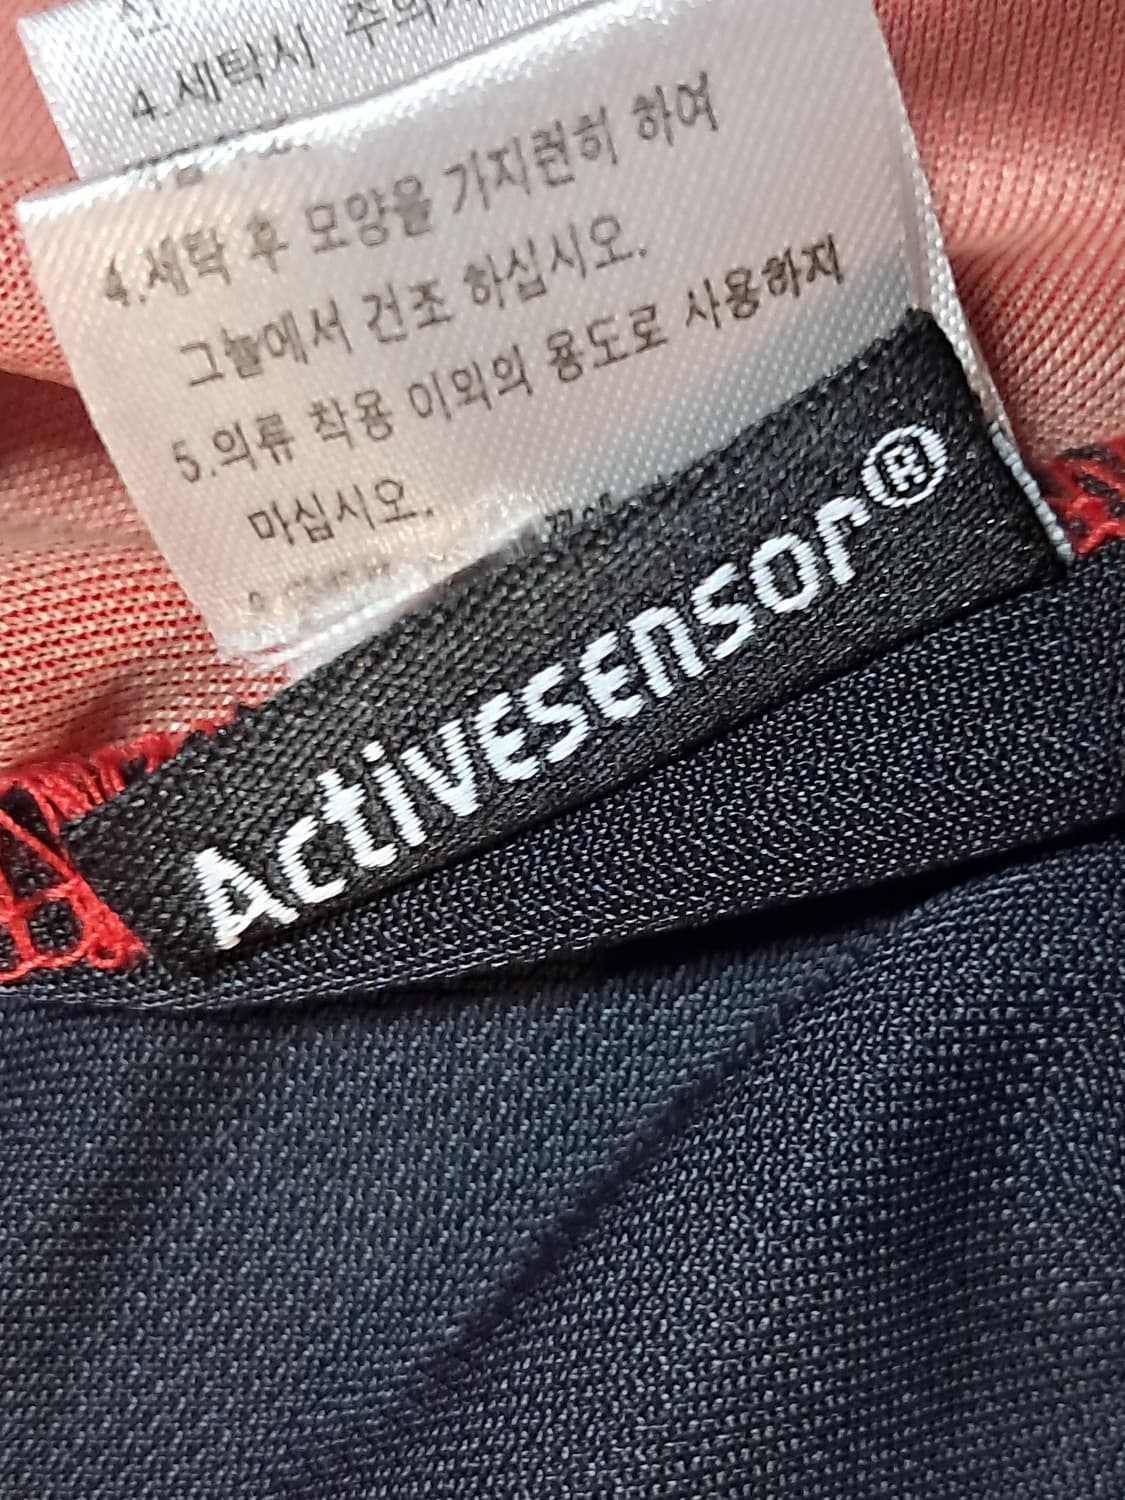 4.세탁시 주의
4.세탁 후 모양을 가지런히 하여
그늘에서 건조 하십시오.
5.의류 착용 이외의 용도로 사용하지
마십시오.
ActivESENSOr®